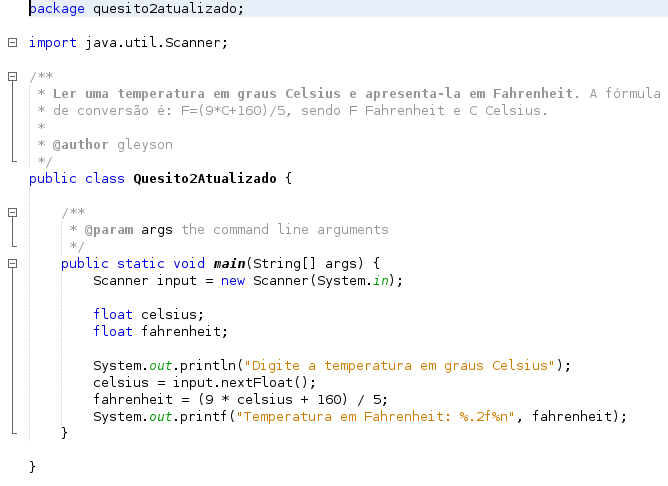 package quesito2atualizado;
import java.util.Scanner;
/**
 * Ler uma temperatura em graus Celsius e apresenta-la em Fahrenheit. A fórmula
 * de conversão é: F=(9*C+160)/5, sendo F Fahrenheit e C Celsius.
 *
 * @author gleyson
 */
public class Quesito2Atualizado {
    /**
     * @param args the command line arguments
     */
    public static void main(String[] args) {
        Scanner input = new Scanner(System.in);
        float celsius;
        float fahrenheit;
        System.out.println("Digite a temperatura em graus Celsius");
        celsius = input.nextFloat();
        fahrenheit = (9 * celsius + 160) / 5;
        System.out.printf("Temperatura em Fahrenheit: %.2f%n", fahrenheit);
    }
}